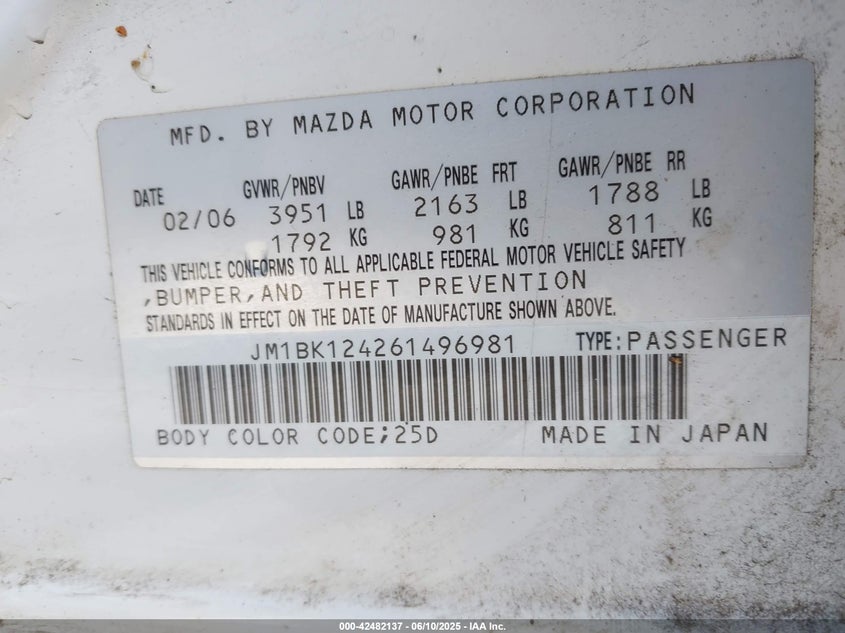 MFD. BY MAZDA MOTOR CORPORATION
DATE GVWR/PNBV GAWR/PNBE FRT GAWR/PNBE RR
02/06 3951 LB 2163 LB 1788 LB
1792 KG 981 KG 811 KG
THIS VEHICLE CONFORMS TO ALL APPLICABLE FEDERAL MOTOR VEHICLE SAFETY
,BUMPER,AND THEFT PREVENTION
STANDARDS IN EFFECT ON THE DATE OF MANUFACTURE SHOWN ABOVE.
JM1BK124261496981 TYPE:PASSENGER
BODY COLOR CODE;25D MADE IN JAPAN
000-42482137 - 06/10/2025 - IAA Inc.